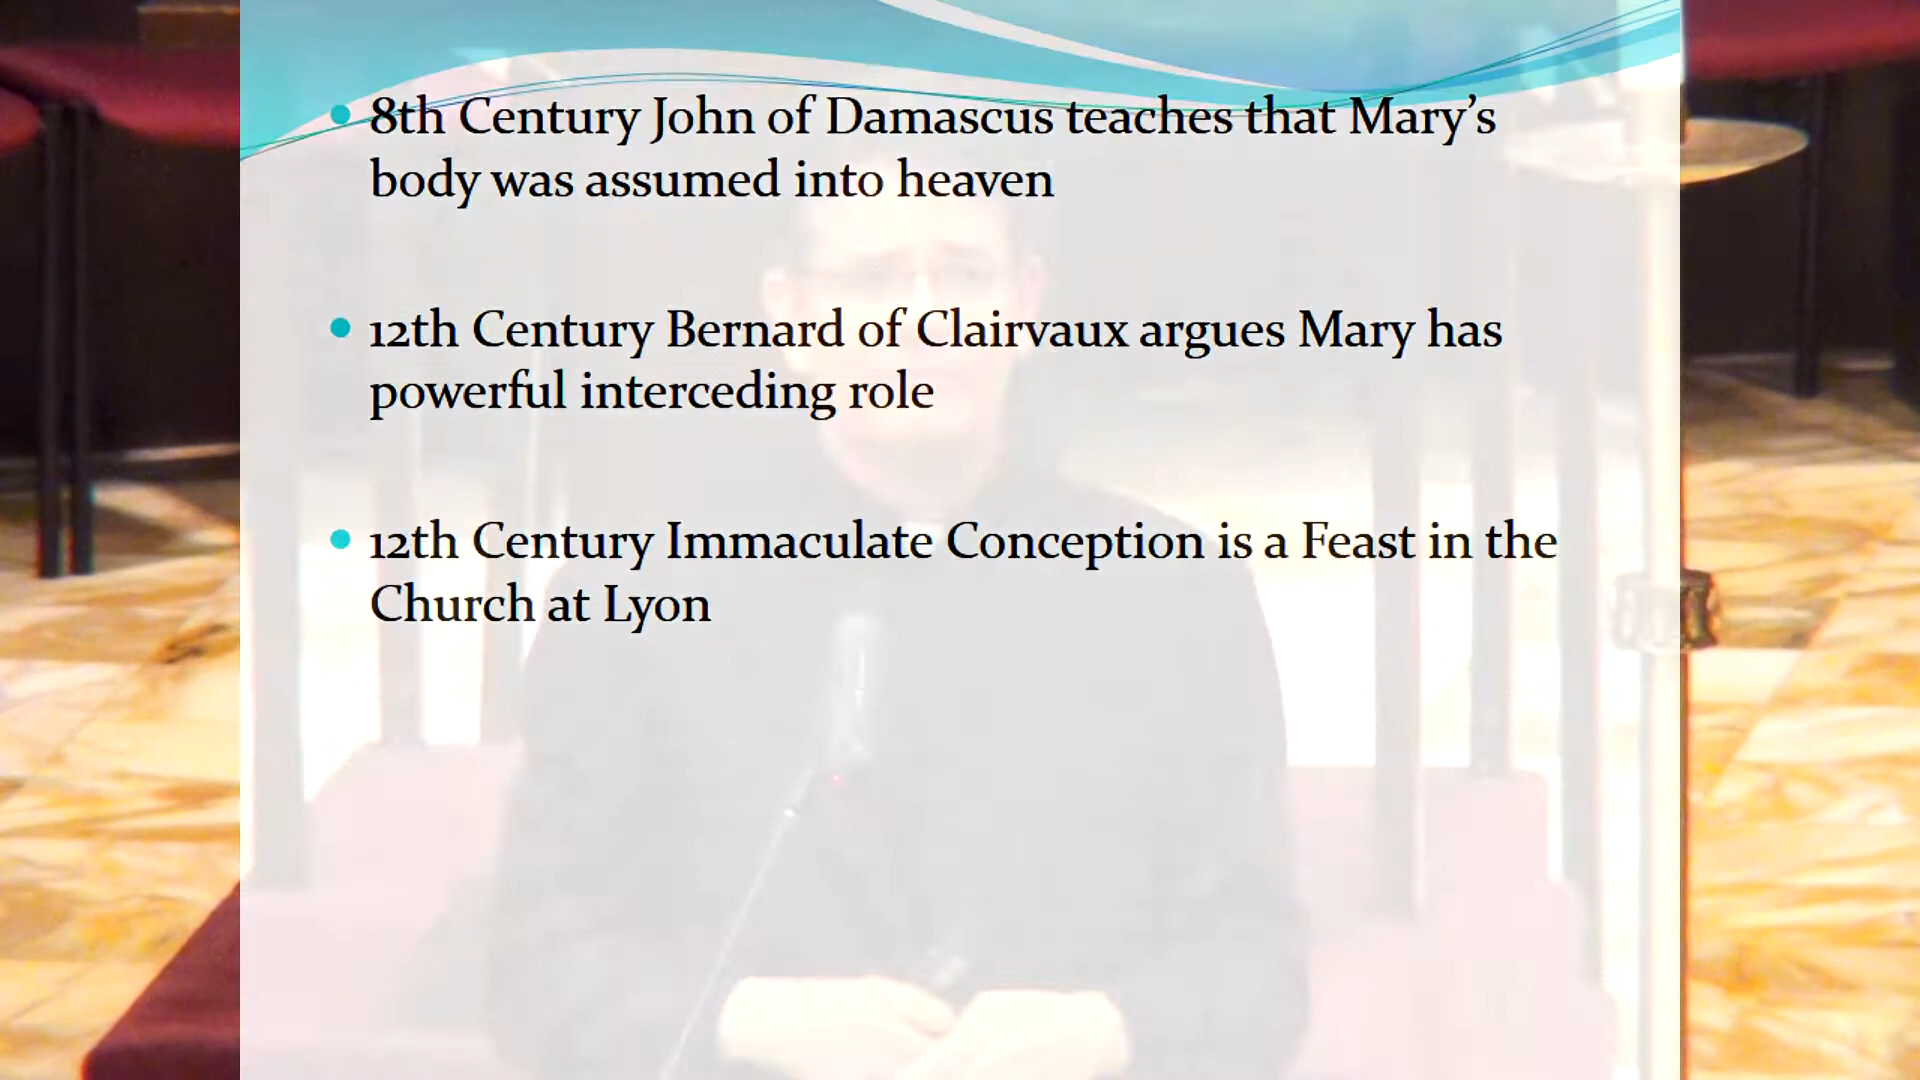 8th Century John of Damascus teaches that Mary’s
body was assumed into heaven
12th Century Bernard of Clairvaux argues Mary has
powerful interceding role
12th Century Immaculate Conception is a Feast in the
Church at Lyon